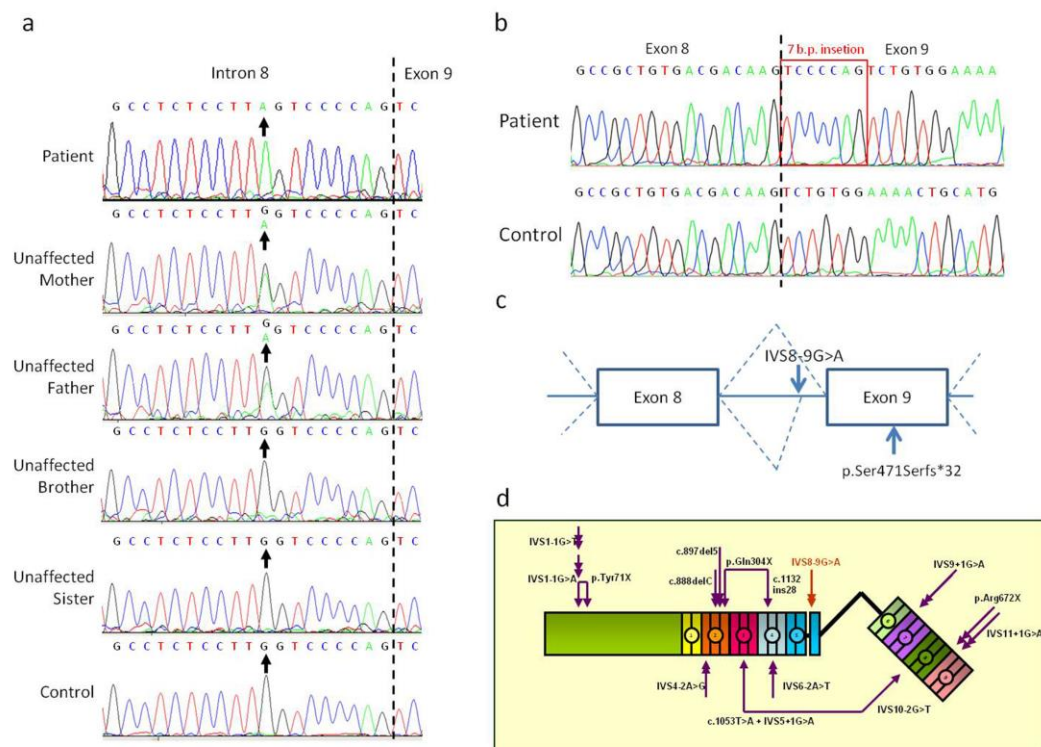 a
Intron 8
Exon 9
G C C T C T C C T T A G T C C C C A G T C
Patient
G C C T C T C C T T G G T C C C C A G T C
A
Unaffected
Mother
G C C T C T C C T T G G T C C C C A G T C
A
Unaffected
Father
G C C T C T C C T T G G T C C C C A G T C
Unaffected
Brother
G C C T C T C C T T G G T C C C C A G T C
Unaffected
Sister
G C C T C T C C T T G G T C C C C A G T C
Control
b
Exon 8
7 b.p. insetion
Exon 9
G C C G C T G T G A C G A C A A G T C C C C A G T C T G T G G A A A A
Patient
G C C G C T G T G A C G A C A A G T C T G T G G A A A A C T G C A T G
Control
c
IVS8-9G>A
Exon 8
Exon 9
p.Ser471Serfs*32
d
IVS1-1G>T
IVS1-1G>A
p.Tyr71X
c.897del5
c.888delC
p.Gln304X
c.1132
ins28
IVS8-9G>A
IVS9+1G>A
p.Arg672X
IVS11+1G>A
IVS4-2A>G
IVS6-2A>T
IVS10-2G>T
c.1053T>A + IVS5+1G>A